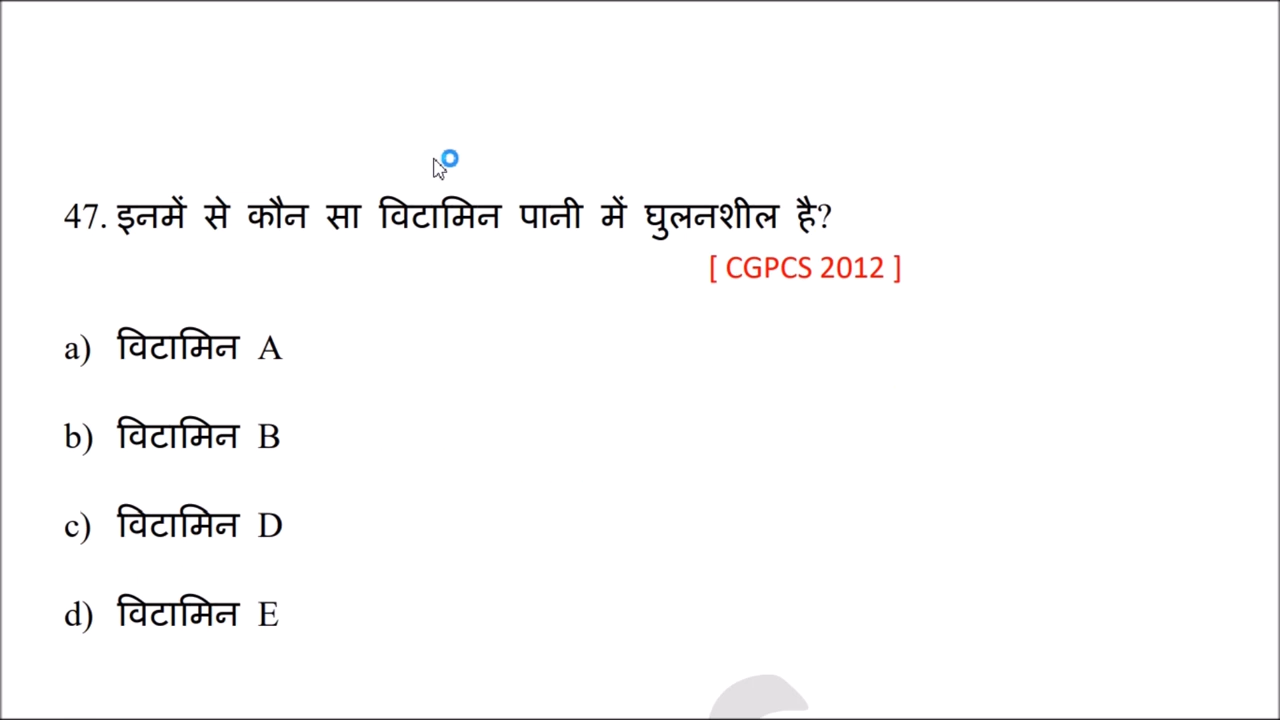 47. इनमें से कौन सा विटामिन पानी में घुलनशील है?
[ CGPCS 2012 ]
a) विटामिन A
b) विटामिन B
c) विटामिन D
d) विटामिन E